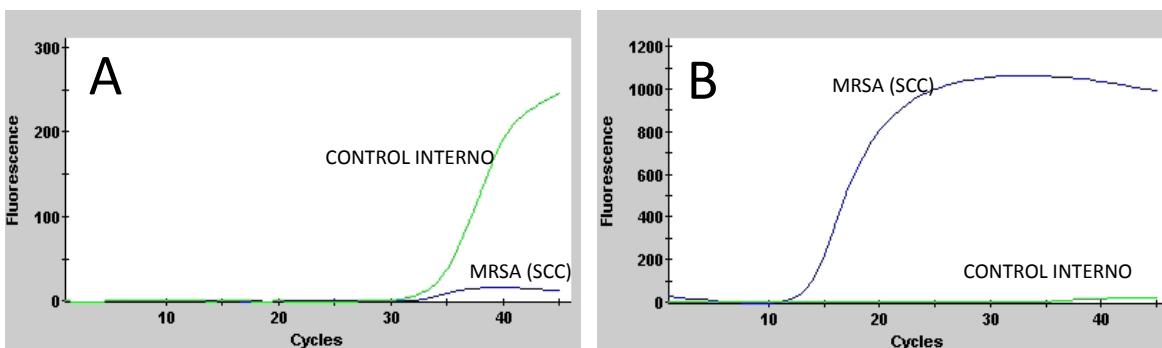 A
300
200
100
0
Fluorescence
CONTROL INTERNO
MRSA (SCC)
10 20 30 40
Cycles
B
1200
1000
800
600
400
200
0
Fluorescence
MRSA (SCC)
CONTROL INTERNO
10 20 30 40
Cycles